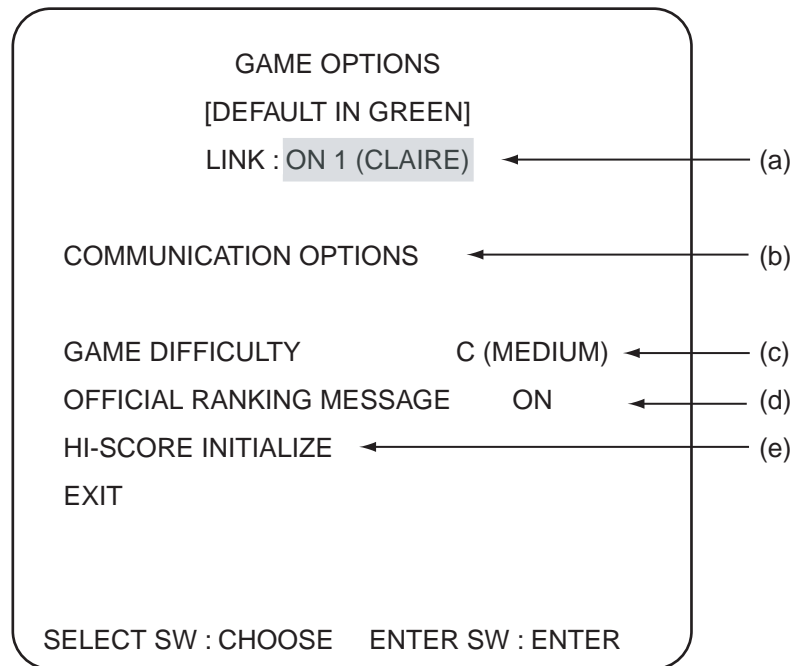 GAME OPTIONS
[DEFAULT IN GREEN]
LINK : ON 1 (CLAIRE) (a)
COMMUNICATION OPTIONS (b)
GAME DIFFICULTY C (MEDIUM) (c)
OFFICIAL RANKING MESSAGE ON (d)
HI-SCORE INITIALIZE (e)
EXIT
SELECT SW : CHOOSE ENTER SW : ENTER